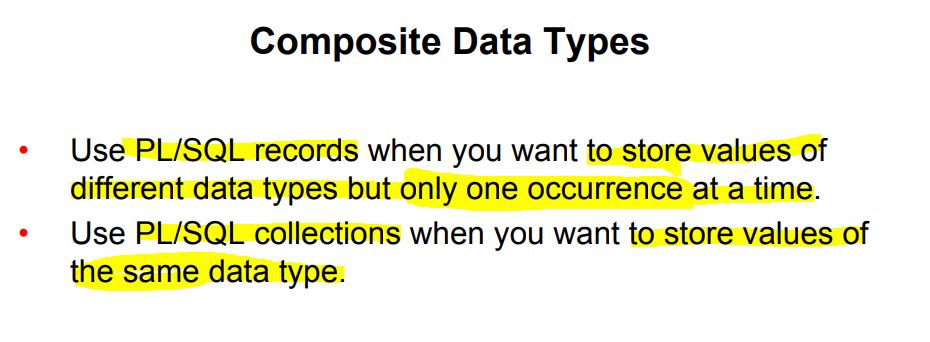 Composite Data Types
• Use PL/SQL records when you want to store values of
different data types but only one occurrence at a time.
• Use PL/SQL collections when you want to store values of
the same data type.